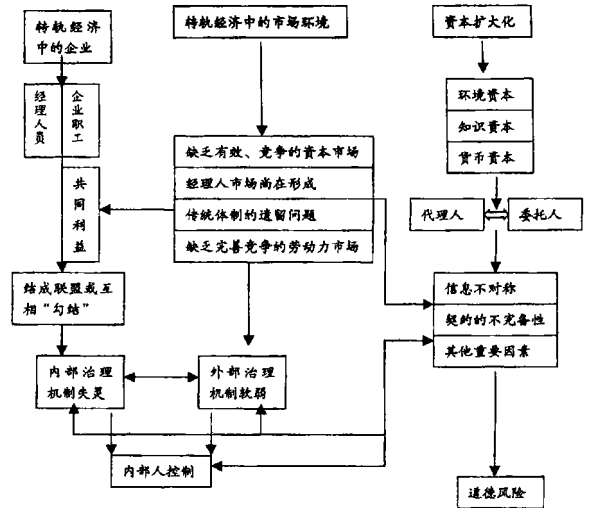 转轨经济
中的企业
转轨经济中的市场环境
资本扩大化
经理人员
企业职工
环境资本
知识资本
货币资本
缺乏有效、竞争的资本市场
经理人市场尚在形成
传统体制的遗留问题
缺乏完善竞争的劳动力市场
共同利益
代理人
委托人
结成联盟或互
相“勾结”
信息不对称
契约的不完备性
其他重要因素
内部治理
机制失灵
外部治理
机制软弱
内部人控制
道德风险